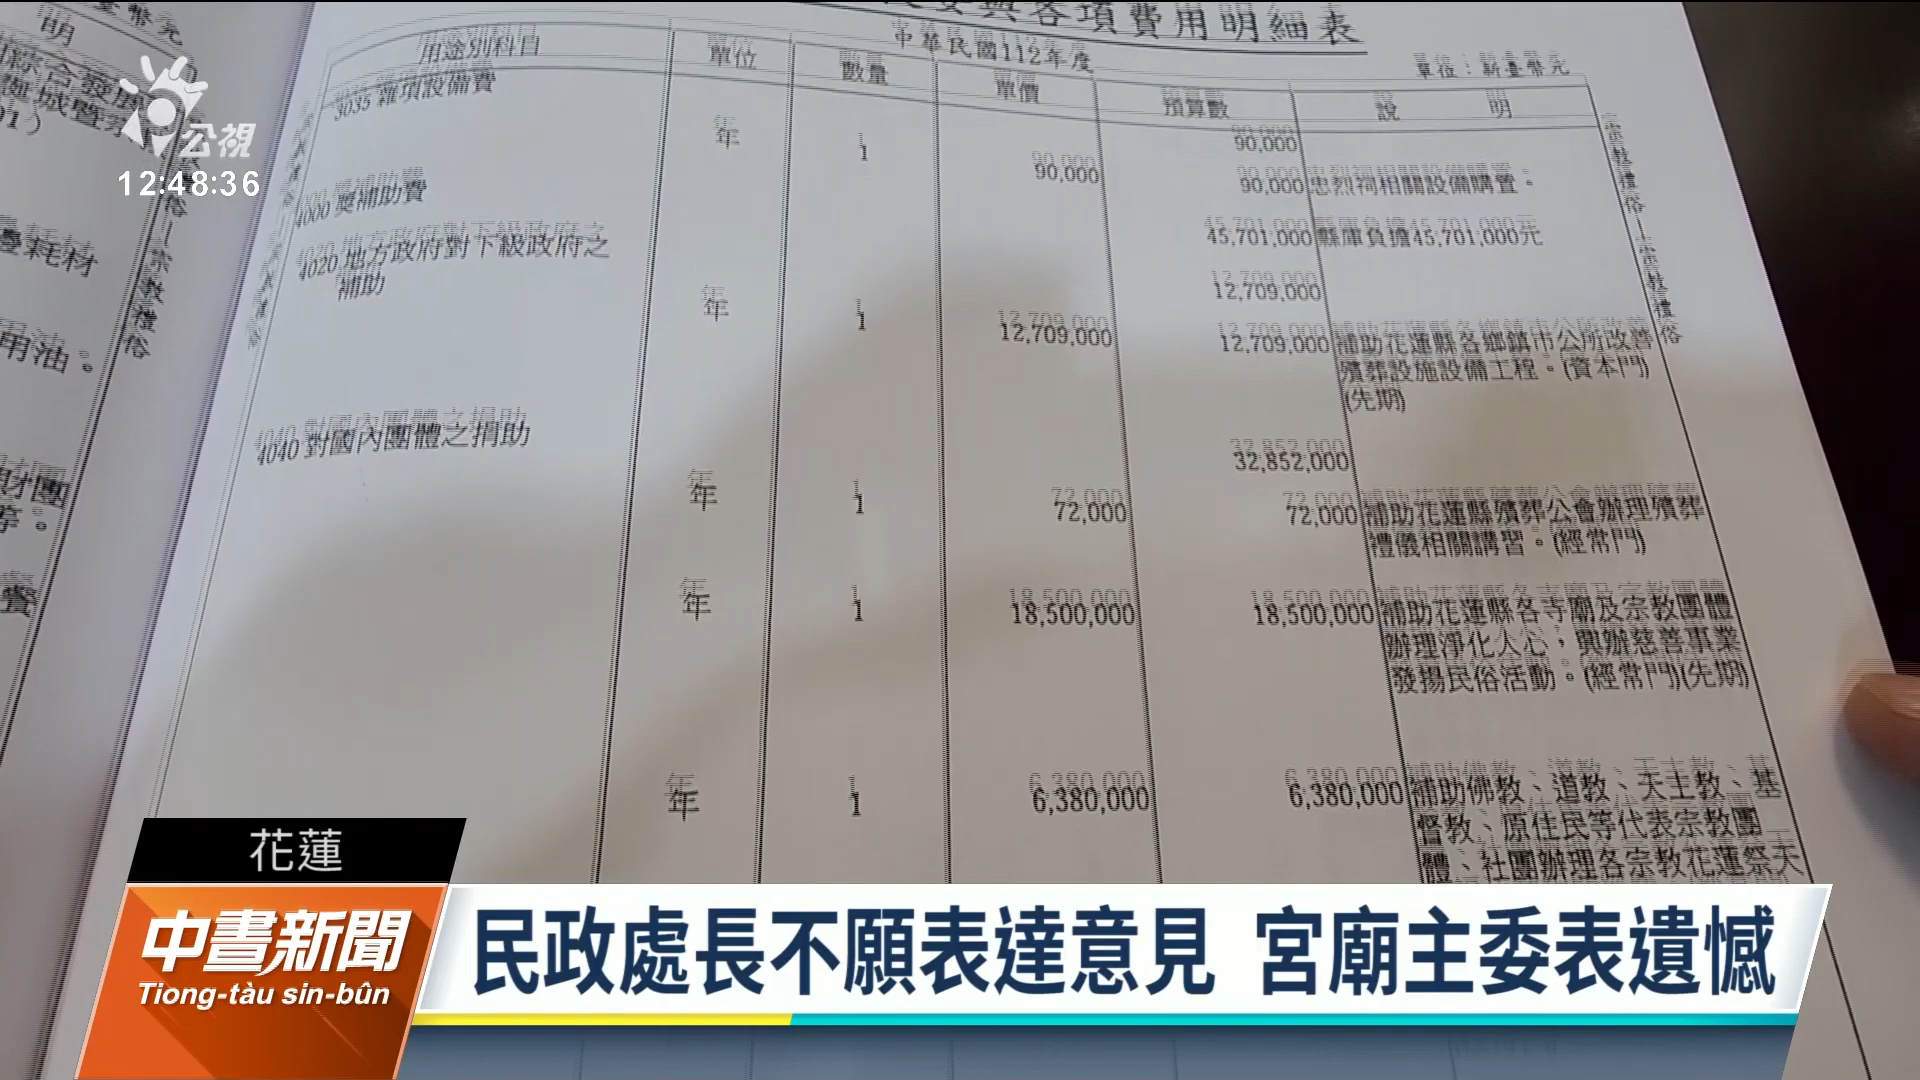 公視
12:48:36
各項費用明細表
中華民國112年度
單位：新臺幣元
用途別科目 單位 數量 單價 預算數 說 明
3035 雜項設備費 90,000
年 1 90,000 90,000 忠烈祠相關設備購置。
4000 獎補助費 45,701,000 縣庫負擔45,701,000元
4020 地方政府對下級政府之 12,709,000
補助
年 1 12,709,000 12,709,000 補助花蓮縣各鄉鎮市公所改善
殯葬設施設備工程。(資本門)
(先期)
4040 對國內團體之捐助 32,852,000
年 1 72,000 72,000 補助花蓮縣殯葬公會辦理殯葬
禮儀相關講習。(經常門)
年 1 18,500,000 18,500,000 補助花蓮縣各寺廟及宗教團體
辦理淨化人心，興辦慈善事業
發揚民俗活動。(經常門)(先期)
年 1 6,380,000 6,380,000 補助佛教、道教、天主教、基
督教、原住民等代表宗教團
體、社團辦理各宗教花蓮祭天
花蓮
中晝新聞
Tiong-tàu sin-bûn
民政處長不願表達意見 宮廟主委表遺憾